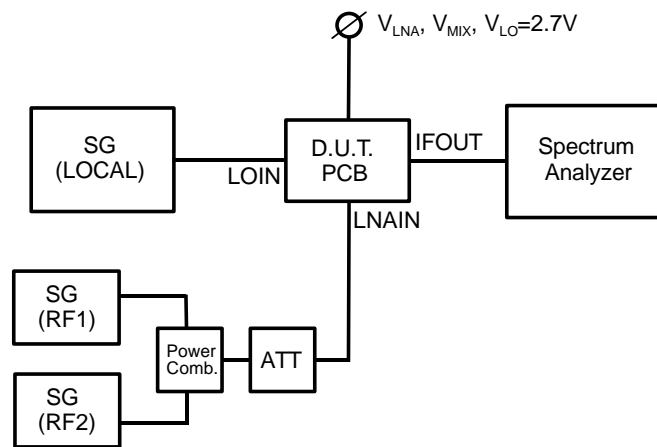 V_LNA, V_MIX, V_LO=2.7V
SG
(LOCAL)
LOIN
D.U.T.
PCB
IFOUT
Spectrum
Analyzer
LNAIN
SG
(RF1)
Power
Comb.
ATT
SG
(RF2)